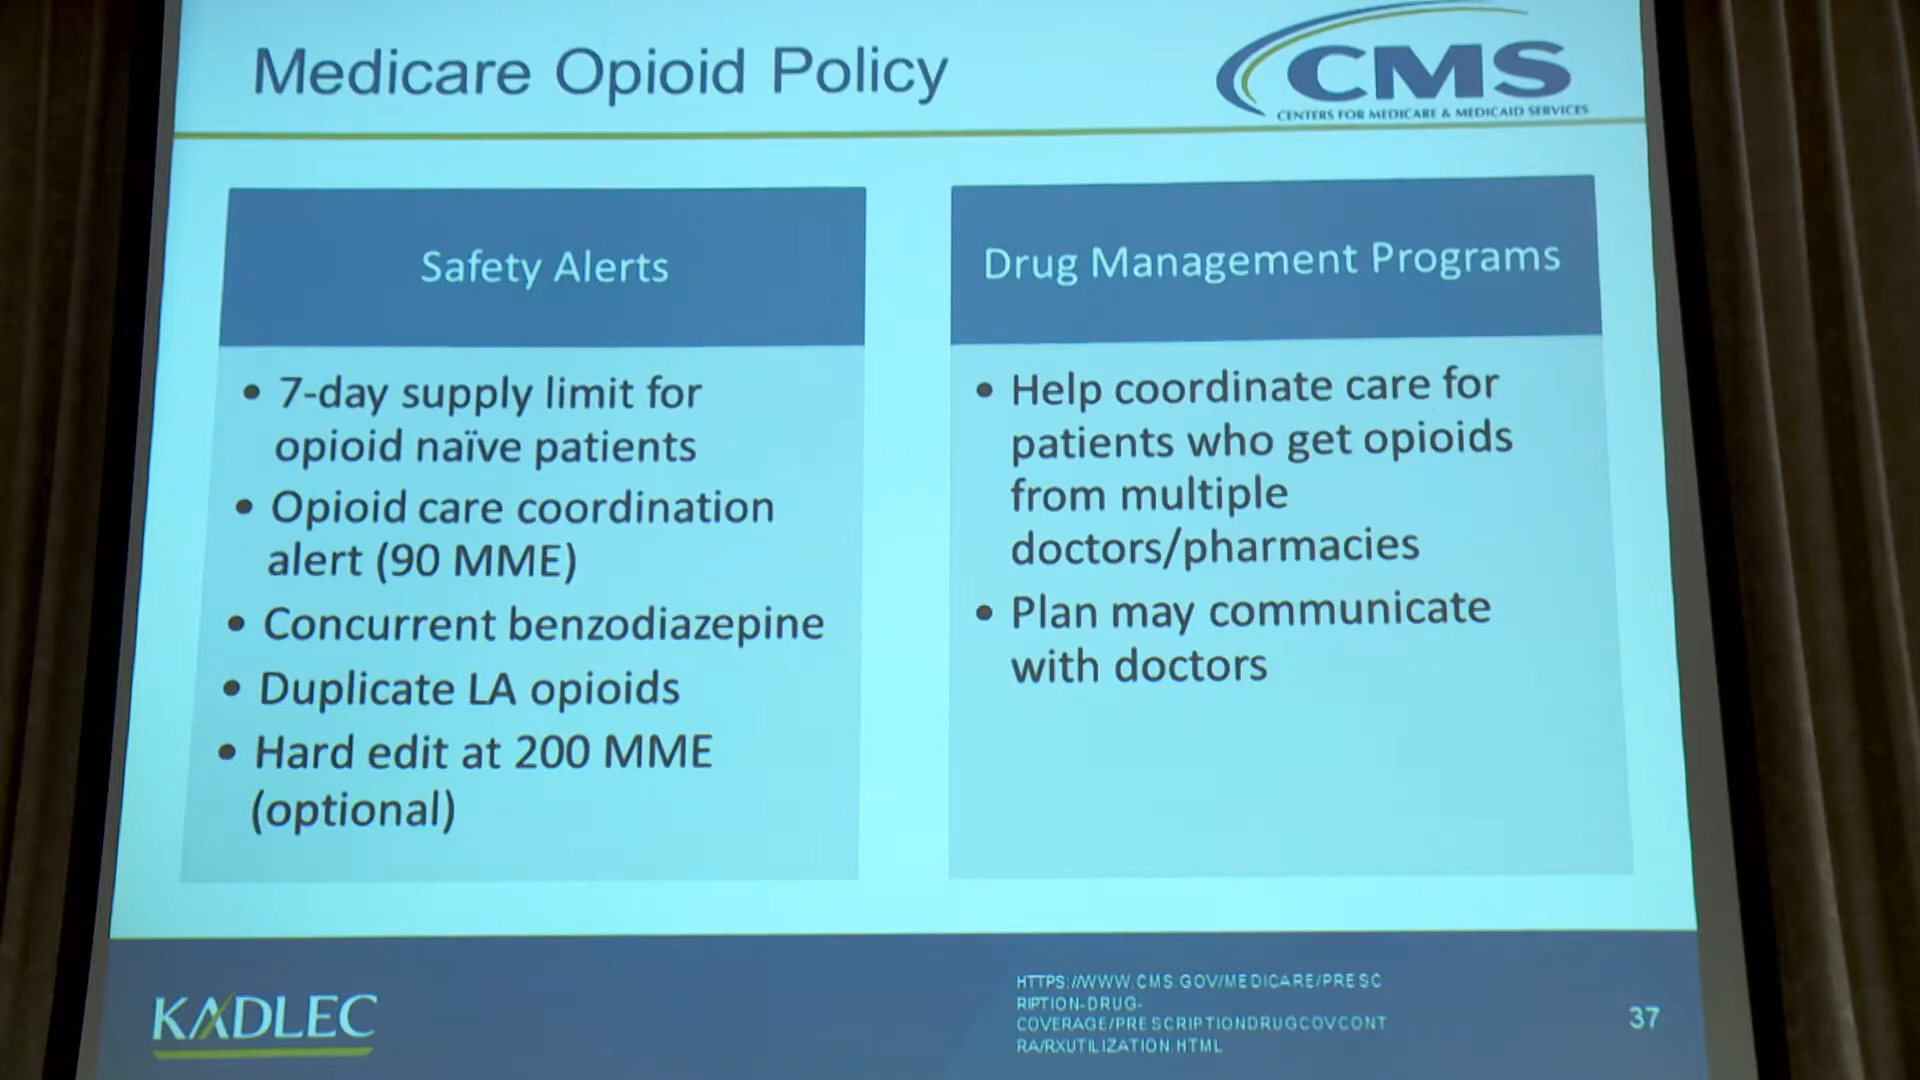 Medicare Opioid Policy
CMS
CENTERS FOR MEDICARE & MEDICAID SERVICES
Safety Alerts
• 7-day supply limit for
opioid naïve patients
• Opioid care coordination
alert (90 MME)
• Concurrent benzodiazepine
• Duplicate LA opioids
• Hard edit at 200 MME
(optional)
Drug Management Programs
• Help coordinate care for
patients who get opioids
from multiple
doctors/pharmacies
• Plan may communicate
with doctors
KADLEC
HTTPS://WWW.CMS.GOV/MEDICARE/PRESC
RIPTION-DRUG-
COVERAGE/PRESCRIPTIONDRUGCOVCONT
RA/RXUTILIZATION.HTML
37